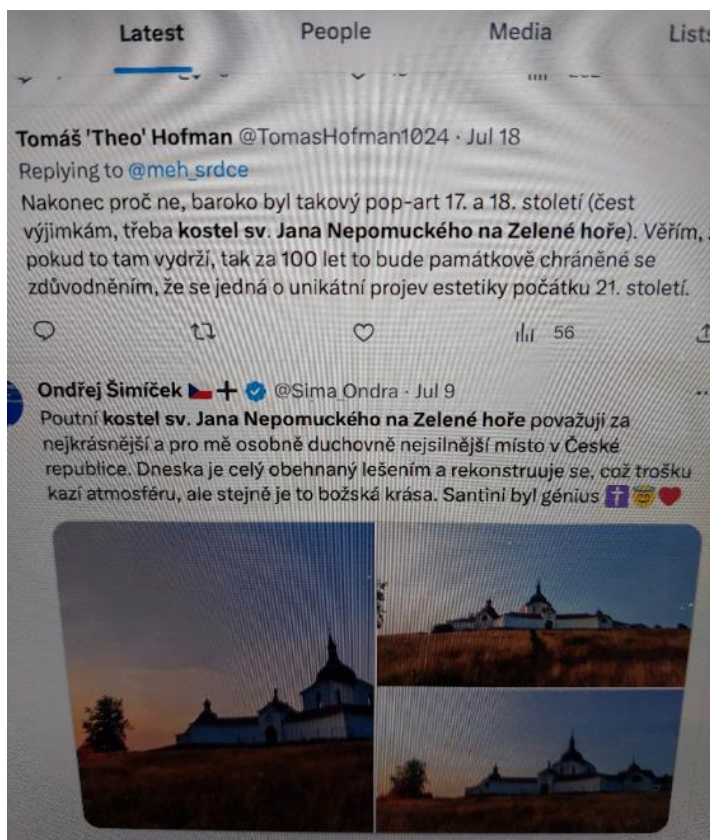 Latest People Media Lists
Tomáš 'Theo' Hofman @TomasHofman1024 · Jul 18
Replying to @meh_srdce
Nakonec proč ne, baroko byl takový pop-art 17. a 18. století (čest
výjimkám, třeba kostel sv. Jana Nepomuckého na Zelené hoře). Věřím,
pokud to tam vydrží, tak za 100 let to bude památkově chráněné se
zdůvodněním, že se jedná o unikátní projev estetiky počátku 21. století.
56
Ondřej Šimíček @Sima_Ondra · Jul 9
Poutní kostel sv. Jana Nepomuckého na Zelené hoře považuji za
nejkrásnější a pro mě osobně duchovně nejsilnější místo v České
republice. Dneska je celý obehnaný lešením a rekonstruuje se, což trošku
kazí atmosféru, ale stejně je to božská krása. Santini byl génius